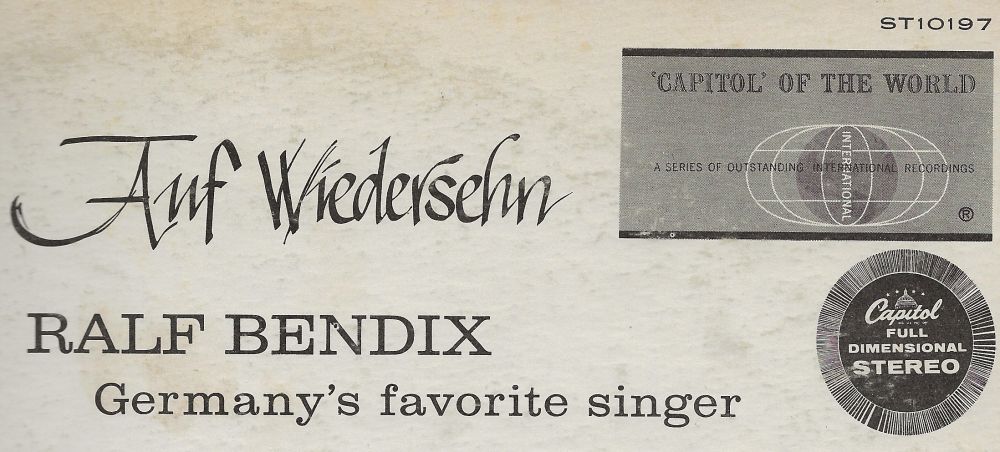 ST10197
'CAPITOL' OF THE WORLD
A SERIES OF OUTSTANDING INTERNATIONAL RECORDINGS
INTERNATIONAL
®
Auf Wiedersehn
RALF BENDIX
Germany's favorite singer
Capitol
FULL
DIMENSIONAL
STEREO